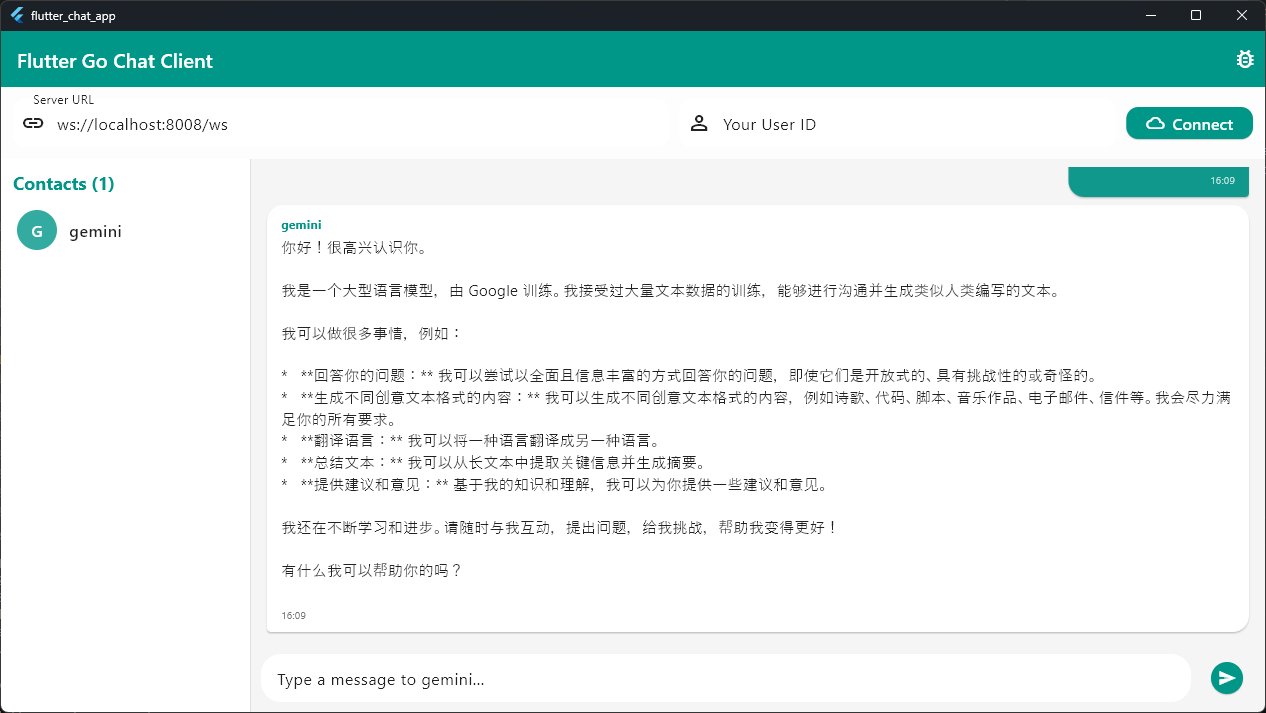 flutter_chat_app
Flutter Go Chat Client
Server URL
ws://localhost:8008/ws
Your User ID
Connect
Contacts (1)
G
gemini
16:09
gemini
你好！很高兴认识你。
我是一个大型语言模型，由 Google 训练。我接受过大量文本数据的训练，能够进行沟通并生成类似人类编写的文本。
我可以做很多事情，例如：
*   **回答你的问题：** 我可以尝试以全面且信息丰富的方式回答你的问题，即使它们是开放式的、具有挑战性的或奇怪的。
*   **生成不同创意文本格式的内容：** 我可以生成不同创意文本格式的内容，例如诗歌、代码、脚本、音乐作品、电子邮件、信件等。我会尽力满
足你的所有要求。
*   **翻译语言：** 我可以将一种语言翻译成另一种语言。
*   **总结文本：** 我可以从长文本中提取关键信息并生成摘要。
*   **提供建议和意见：** 基于我的知识和理解，我可以为你提供一些建议和意见。
我还在不断学习和进步。请随时与我互动，提出问题，给我挑战，帮助我变得更好！
有什么我可以帮助你的吗？
16:09
Type a message to gemini...